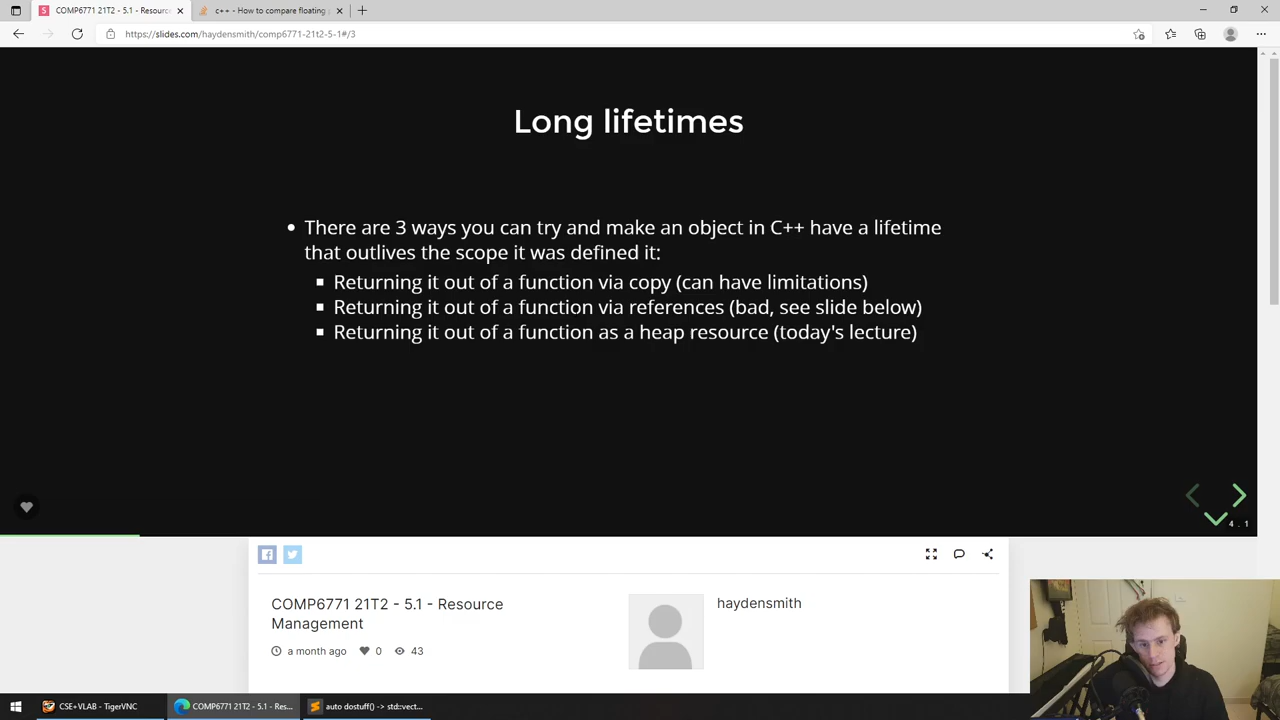 COMP6771 21T2 - 5.1 - Resourc
c++ - How to compare floating
https://slides.com/haydensmith/comp6771-21t2-5-1#/3
Long lifetimes
There are 3 ways you can try and make an object in C++ have a lifetime
that outlives the scope it was defined it:
Returning it out of a function via copy (can have limitations)
Returning it out of a function via references (bad, see slide below)
Returning it out of a function as a heap resource (today's lecture)
4 . 1
COMP6771 21T2 - 5.1 - Resource
Management
haydensmith
a month ago 0 43
CSE+VLAB - TigerVNC
COMP6771 21T2 - 5.1 - Res...
auto dostuff() -> std::vect...